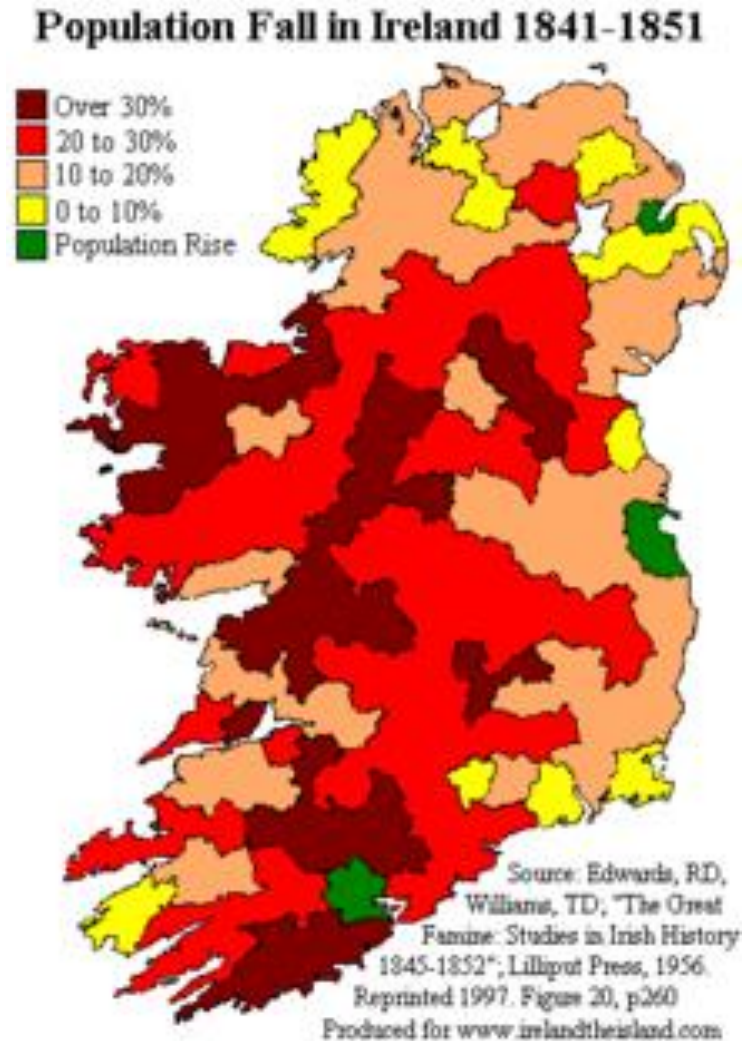 Population Fall in Ireland 1841-1851
Over 30%
20 to 30%
10 to 20%
0 to 10%
Population Rise
Source: Edwards, RD,
Williams, TD; "The Great
Famine: Studies in Irish History
1845-1852"; Lilliput Press, 1956.
Reprinted 1997. Figure 20, p260
Produced for www.irelandtheisland.com